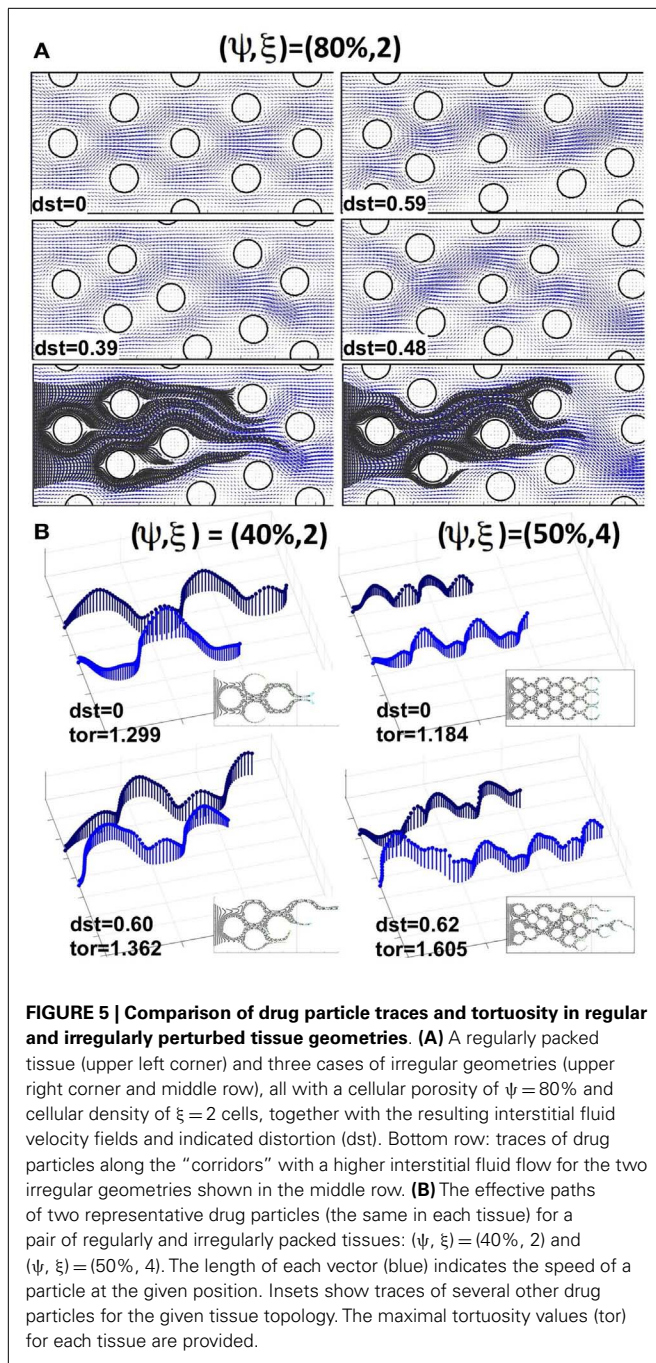 A
(ψ,ξ)=(80%,2)
dst=0
dst=0.59
dst=0.39
dst=0.48
B
(ψ,ξ) = (40%,2)
(ψ,ξ)=(50%,4)
dst=0
tor=1.299
dst=0
tor=1.184
dst=0.60
tor=1.362
dst=0.62
tor=1.605
FIGURE 5 | Comparison of drug particle traces and tortuosity in regular
and irregularly perturbed tissue geometries. (A) A regularly packed
tissue (upper left corner) and three cases of irregular geometries (upper
right corner and middle row), all with a cellular porosity of ψ = 80% and
cellular density of ξ = 2 cells, together with the resulting interstitial fluid
velocity fields and indicated distortion (dst). Bottom row: traces of drug
particles along the “corridors” with a higher interstitial fluid flow for the two
irregular geometries shown in the middle row. (B) The effective paths
of two representative drug particles (the same in each tissue) for a
pair of regularly and irregularly packed tissues: (ψ, ξ) = (40%, 2) and
(ψ, ξ) = (50%, 4). The length of each vector (blue) indicates the speed of a
particle at the given position. Insets show traces of several other drug
particles for the given tissue topology. The maximal tortuosity values (tor)
for each tissue are provided.